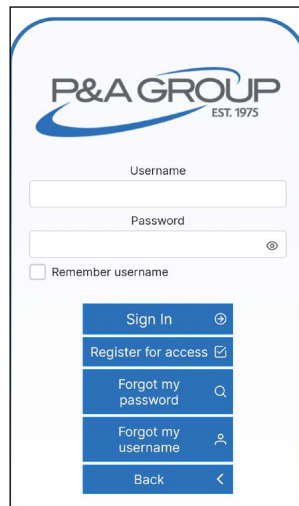 P&A GROUP
EST. 1975
Username
Password
Remember username
Sign In
Register for access
Forgot my
password
Forgot my
username
Back